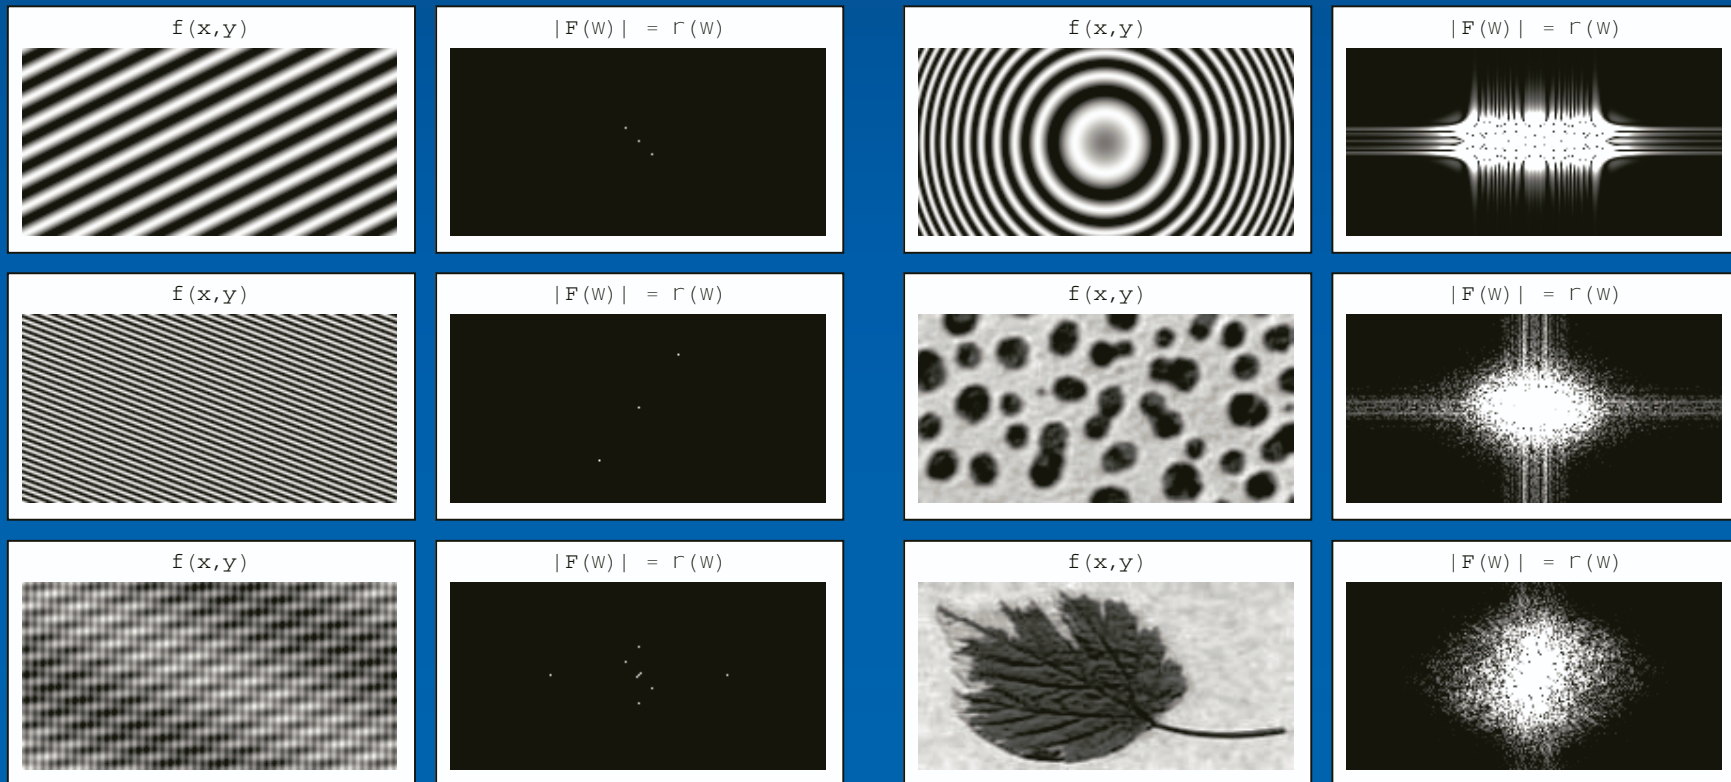 f(x,y)
|F(W)| = r(W)
f(x,y)
|F(W)| = r(W)
f(x,y)
|F(W)| = r(W)
f(x,y)
|F(W)| = r(W)
f(x,y)
|F(W)| = r(W)
f(x,y)
|F(W)| = r(W)